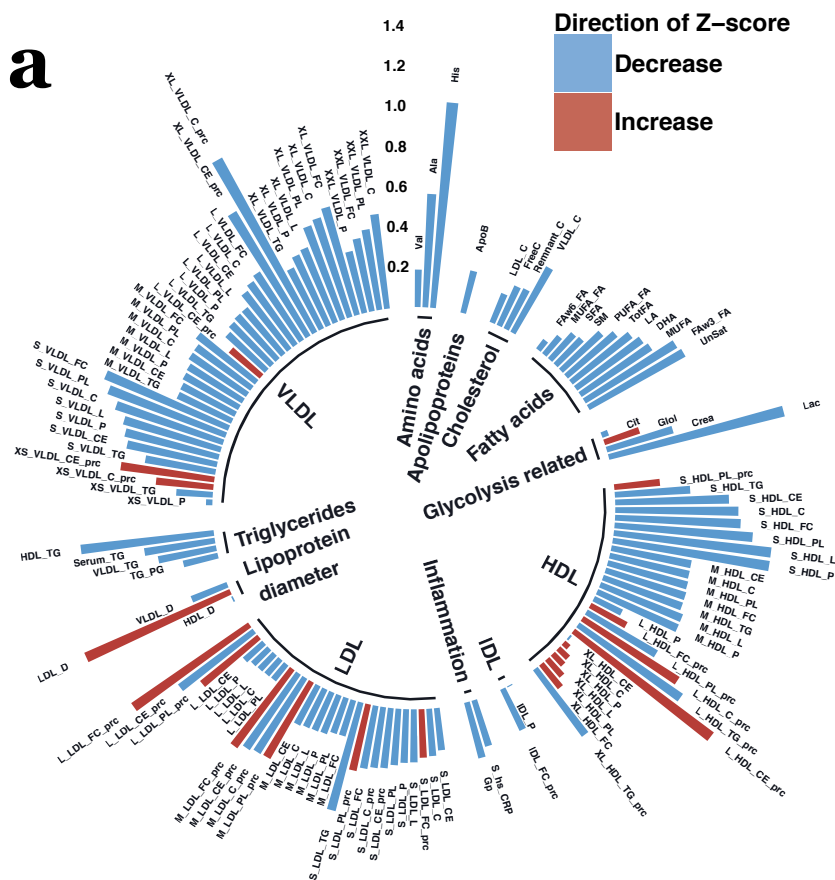 a
1.4
1.2
1.0
0.8
0.6
0.4
0.2
Direction of Z−score
Decrease
Increase
Val
Ala
His
Amino acids
ApoB
Apolipoproteins
LDL_C
FreeC
Remnant_C
VLDL_C
Cholesterol
FAw6_FA
MUFA_FA
SFA
SM
PUFA_FA
TotFA
LA
DHA
MUFA
FAw3_FA
UnSat
Fatty acids
Cit
Glol
Crea
Lac
Glycolysis related
S_HDL_PL_prc
S_HDL_TG
S_HDL_CE
S_HDL_C
S_HDL_FC
S_HDL_PL
S_HDL_L
S_HDL_P
M_HDL_CE
M_HDL_C
M_HDL_PL
M_HDL_FC
M_HDL_TG
M_HDL_L
M_HDL_P
L_HDL_P
L_HDL_FC_prc
L_HDL_PL_prc
L_HDL_C_prc
L_HDL_TG_prc
L_HDL_CE_prc
XL_HDL_CE
XL_HDL_C
XL_HDL_P
XL_HDL_L
XL_HDL_PL
XL_HDL_FC
XL_HDL_TG_prc
HDL
IDL_P
IDL_FC_prc
IDL
S_hs_CRP
Gp
Inflammation
S_LDL_CE
S_LDL_C
S_LDL_FC_prc
S_LDL_L
S_LDL_P
S_LDL_PL
S_LDL_CE_prc
S_LDL_C_prc
S_LDL_FC
S_LDL_PL_prc
S_LDL_TG
M_LDL_FC
M_LDL_PL
M_LDL_P
M_LDL_L
M_LDL_C
M_LDL_CE
M_LDL_PL_prc
M_LDL_C_prc
M_LDL_CE_prc
M_LDL_FC_prc
L_LDL_PL
L_LDL_C
L_LDL_L
L_LDL_CE
L_LDL_PL_prc
L_LDL_CE_prc
L_LDL_FC_prc
LDL
HDL_D
VLDL_D
LDL_D
Lipoprotein
diameter
TG_PG
VLDL_TG
Serum_TG
HDL_TG
Triglycerides
XS_VLDL_P
XS_VLDL_TG
XS_VLDL_C_prc
XS_VLDL_CE_prc
S_VLDL_TG
S_VLDL_CE
S_VLDL_P
S_VLDL_L
S_VLDL_C
S_VLDL_PL
S_VLDL_FC
M_VLDL_TG
M_VLDL_CE
M_VLDL_P
M_VLDL_L
M_VLDL_C
M_VLDL_PL
M_VLDL_FC
L_VLDL_CE_prc
L_VLDL_TG
L_VLDL_P
L_VLDL_PL
L_VLDL_L
L_VLDL_CE
L_VLDL_C
L_VLDL_FC
XL_VLDL_CE_prc
XL_VLDL_C_prc
XL_VLDL_TG
XL_VLDL_P
XL_VLDL_L
XL_VLDL_PL
XL_VLDL_C
XL_VLDL_FC
XXL_VLDL_P
XXL_VLDL_FC
XXL_VLDL_PL
XXL_VLDL_C
VLDL